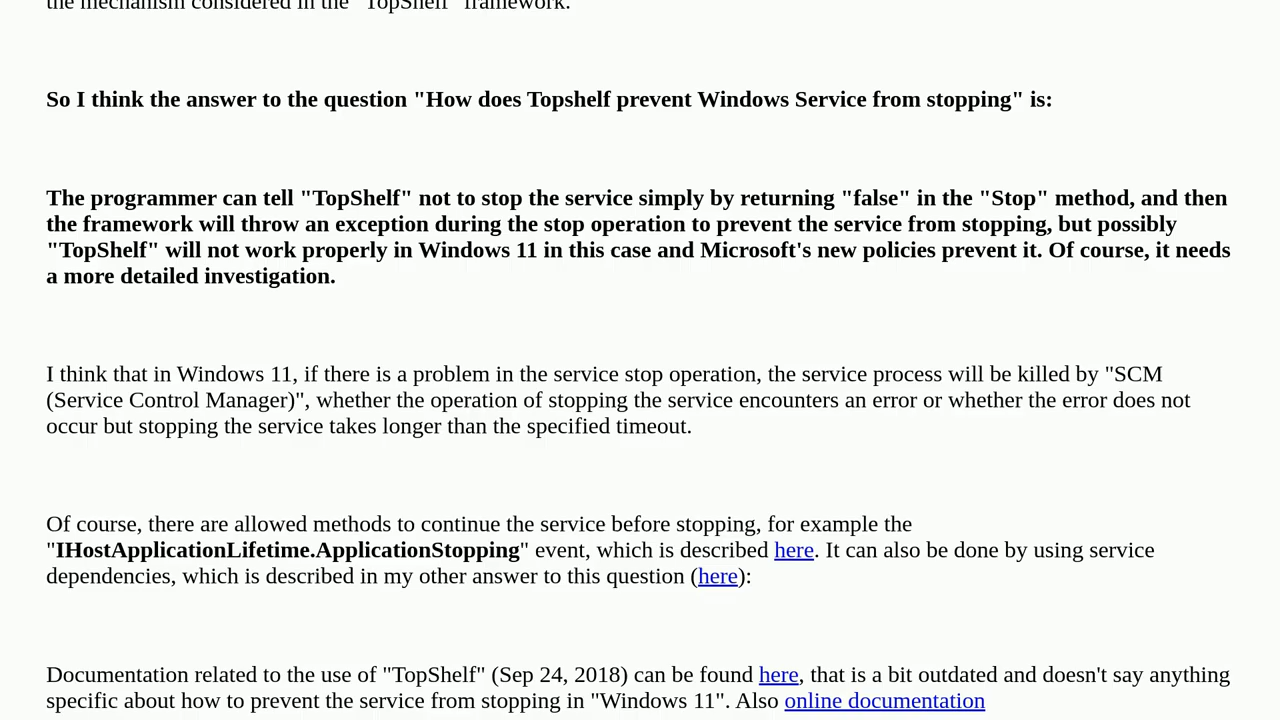 the mechanism considered in the "TopShelf" framework.
So I think the answer to the question "How does Topshelf prevent Windows Service from stopping" is:
The programmer can tell "TopShelf" not to stop the service simply by returning "false" in the "Stop" method, and then
the framework will throw an exception during the stop operation to prevent the service from stopping, but possibly
"TopShelf" will not work properly in Windows 11 in this case and Microsoft's new policies prevent it. Of course, it needs
a more detailed investigation.
I think that in Windows 11, if there is a problem in the service stop operation, the service process will be killed by "SCM
(Service Control Manager)", whether the operation of stopping the service encounters an error or whether the error does not
occur but stopping the service takes longer than the specified timeout.
Of course, there are allowed methods to continue the service before stopping, for example the
"IHostApplicationLifetime.ApplicationStopping" event, which is described here. It can also be done by using service
dependencies, which is described in my other answer to this question (here):
Documentation related to the use of "TopShelf" (Sep 24, 2018) can be found here, that is a bit outdated and doesn't say anything
specific about how to prevent the service from stopping in "Windows 11". Also online documentation